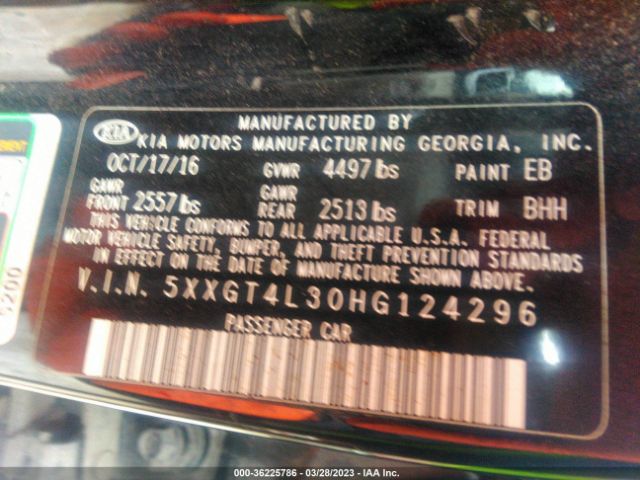 MANUFACTURED BY
KIA KIA MOTORS MANUFACTURING GEORGIA, INC.
OCT/17/16 GVWR 4497 lbs PAINT EB
GAWR FRONT 2557 lbs GAWR REAR 2513 lbs TRIM BHH
THIS VEHICLE CONFORMS TO ALL APPLICABLE U.S.A. FEDERAL
MOTOR VEHICLE SAFETY, BUMPER, AND THEFT PREVENTION STANDARDS
IN EFFECT ON THE DATE OF MANUFACTURE SHOWN ABOVE.
V.I.N. 5XXGT4L30HG124296
PASSENGER CAR
000-36225786 - 03/28/2023 - IAA Inc.